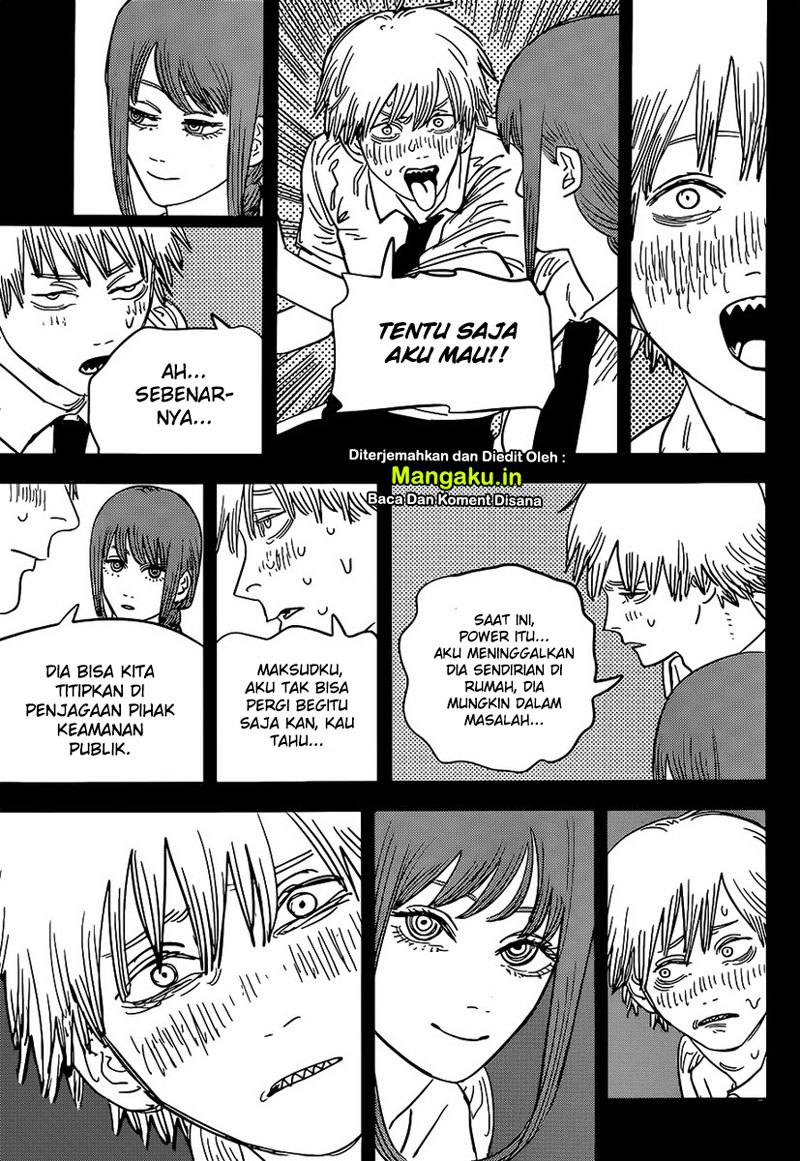 TENTU SAJA
AKU MAU!!
AH...
SEBENAR-
NYA...
Diterjemahkan dan Diedit Oleh :
Mangaku.in
Baca Dan Koment Disana
SAAT INI,
POWER ITU...
AKU MENINGGALKAN
DIA SENDIRIAN DI
RUMAH, DIA
MUNGKIN DALAM
MASALAH...
MAKSUDKU,
AKU TAK BISA
PERGI BEGITU
SAJA KAN, KAU
TAHU...
DIA BISA KITA
TITIPKAN DI
PENJAGAAN PIHAK
KEAMANAN
PUBLIK.